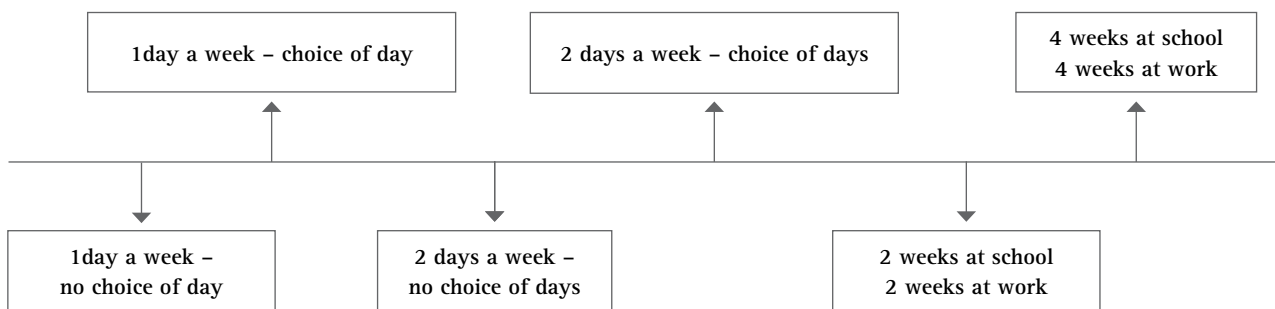 1day a week – choice of day
2 days a week – choice of days
4 weeks at school
4 weeks at work
1day a week –
no choice of day
2 days a week –
no choice of days
2 weeks at school
2 weeks at work